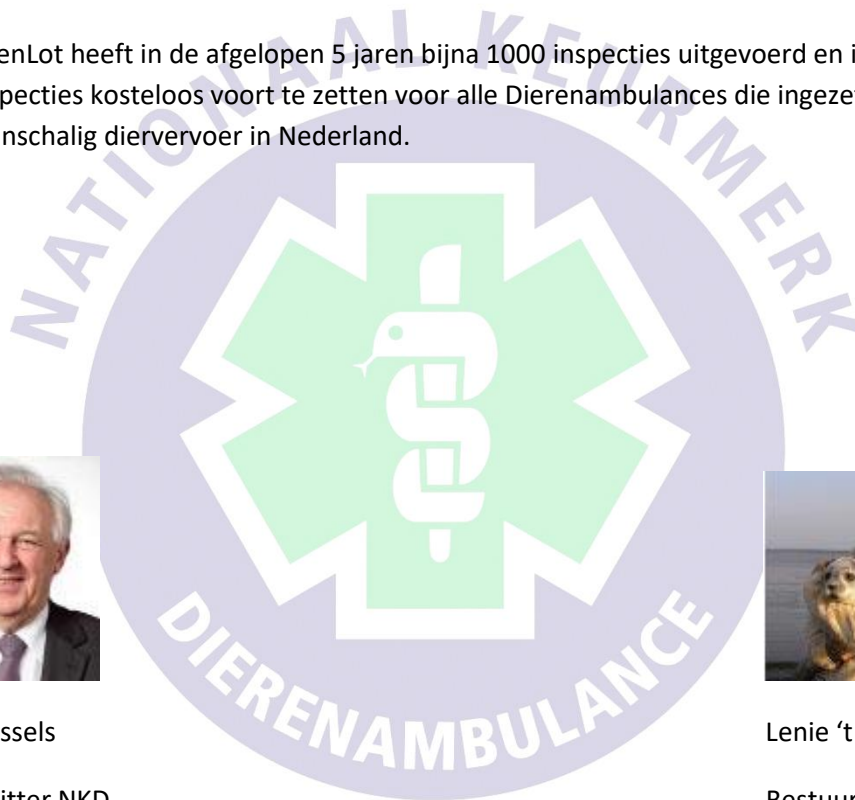 enLot heeft in de afgelopen 5 jaren bijna 1000 inspecties uitgevoerd en i
pecties kosteloos voort te zetten voor alle Dierenambulances die ingeze
nschalig diervervoer in Nederland.
NATIONAAL KEURMERK
DIERENAMBULANCE
ssels
Lenie ‘t
itter NKD
Bestuur